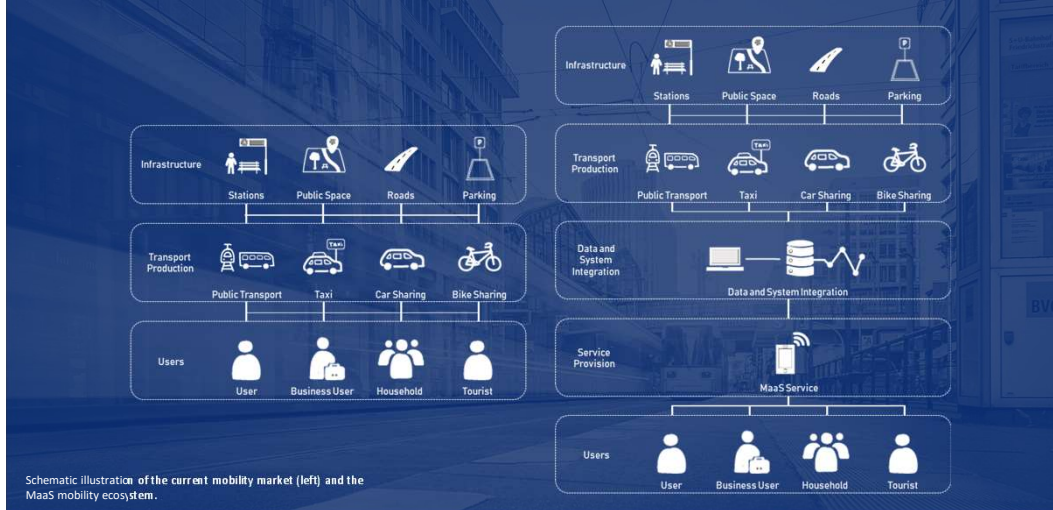 Infrastructure
Stations Public Space Roads Parking
Transport
Production
TAXI
Public Transport Taxi Car Sharing Bike Sharing
Users
User Business User Household Tourist
Infrastructure
P
Stations Public Space Roads Parking
Transport
Production
TAXI
Public Transport Taxi Car Sharing Bike Sharing
Data and
System
Integration
Data and System Integration
Service
Provision
MaaS Service
Users
User Business User Household Tourist
Schematic illustration of the current mobility market (left) and the
MaaS mobility ecosystem.